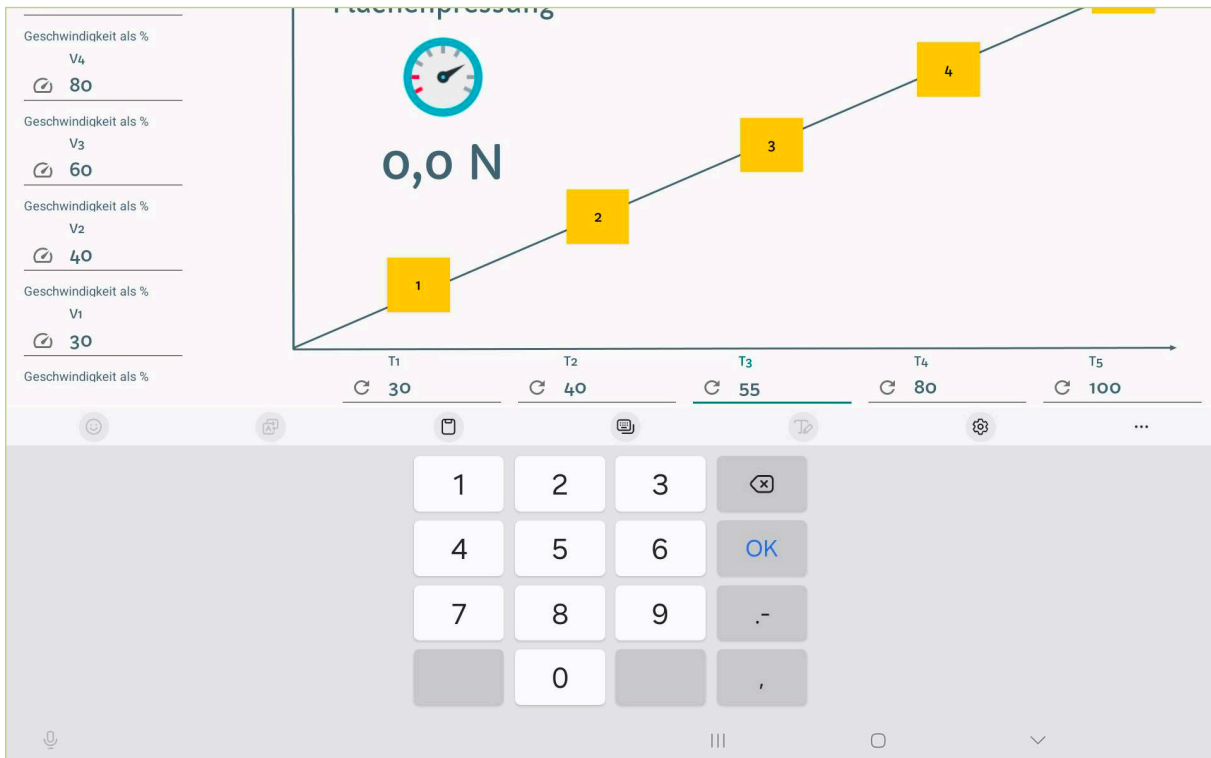 Flächenpressung
Geschwindigkeit als %
V4
80
4
Geschwindigkeit als %
V3
60
3
0,0 N
Geschwindigkeit als %
V2
40
2
Geschwindigkeit als %
V1
30
1
Geschwindigkeit als %
T1
30
T2
40
T3
55
T4
80
T5
100
1 2 3
4 5 6 OK
7 8 9 .-
0 ,